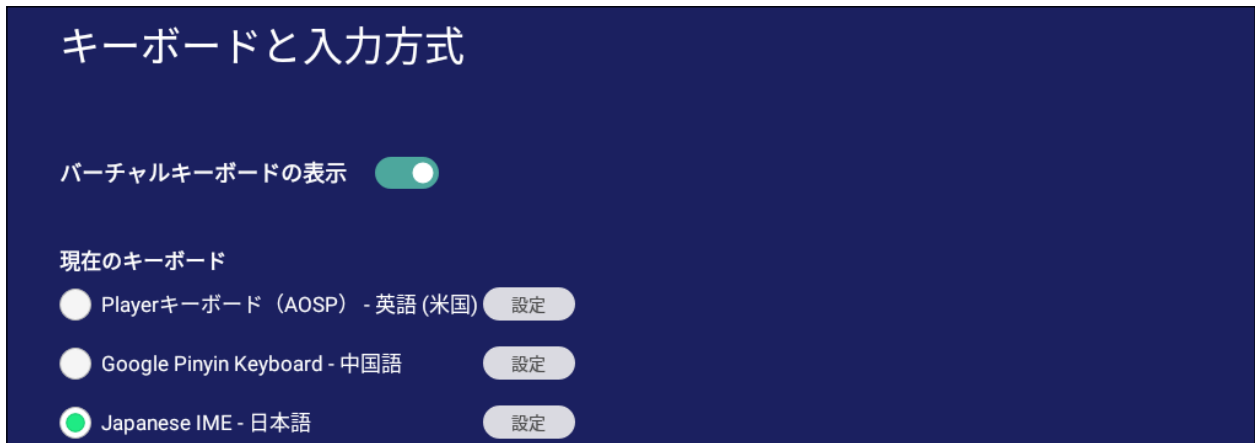 キーボードと入力方式
バーチャルキーボードの表示
現在のキーボード
Playerキーボード（AOSP） - 英語 (米国) 設定
Google Pinyin Keyboard - 中国語 設定
Japanese IME - 日本語 設定